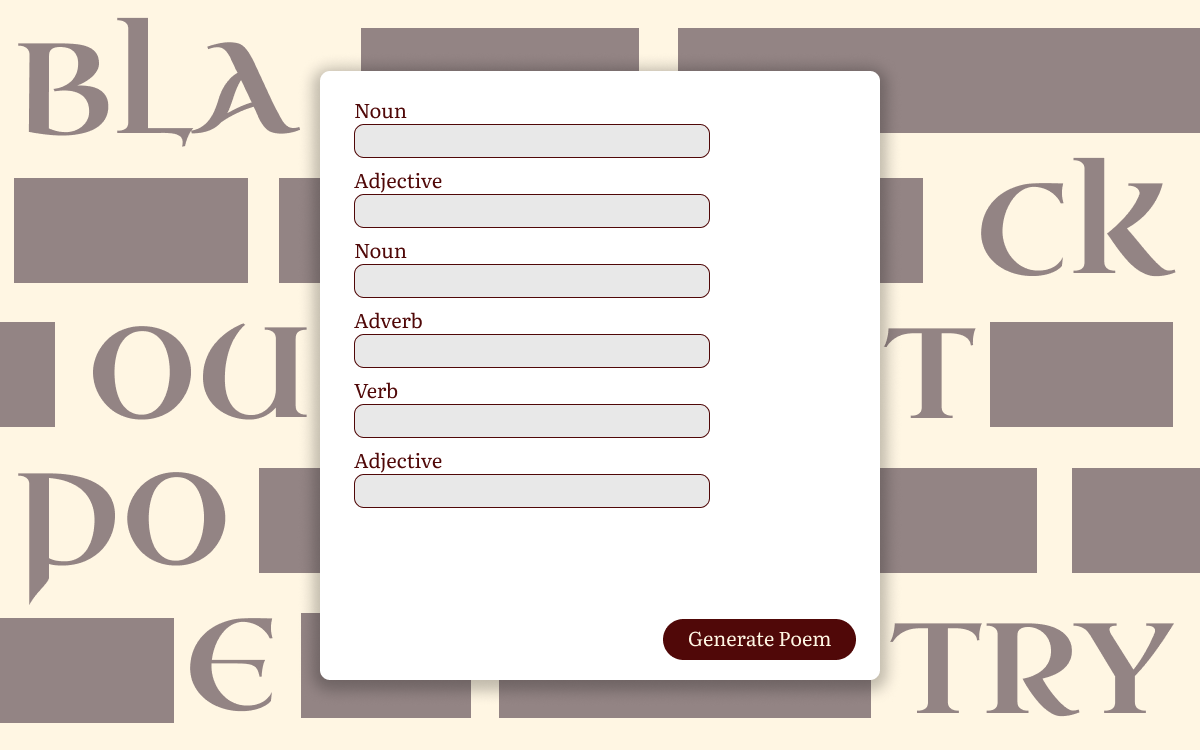 BLA
Noun
Adjective
CK
Noun
OU T
Adverb
Verb
PO
Adjective
E TRY
Generate Poem